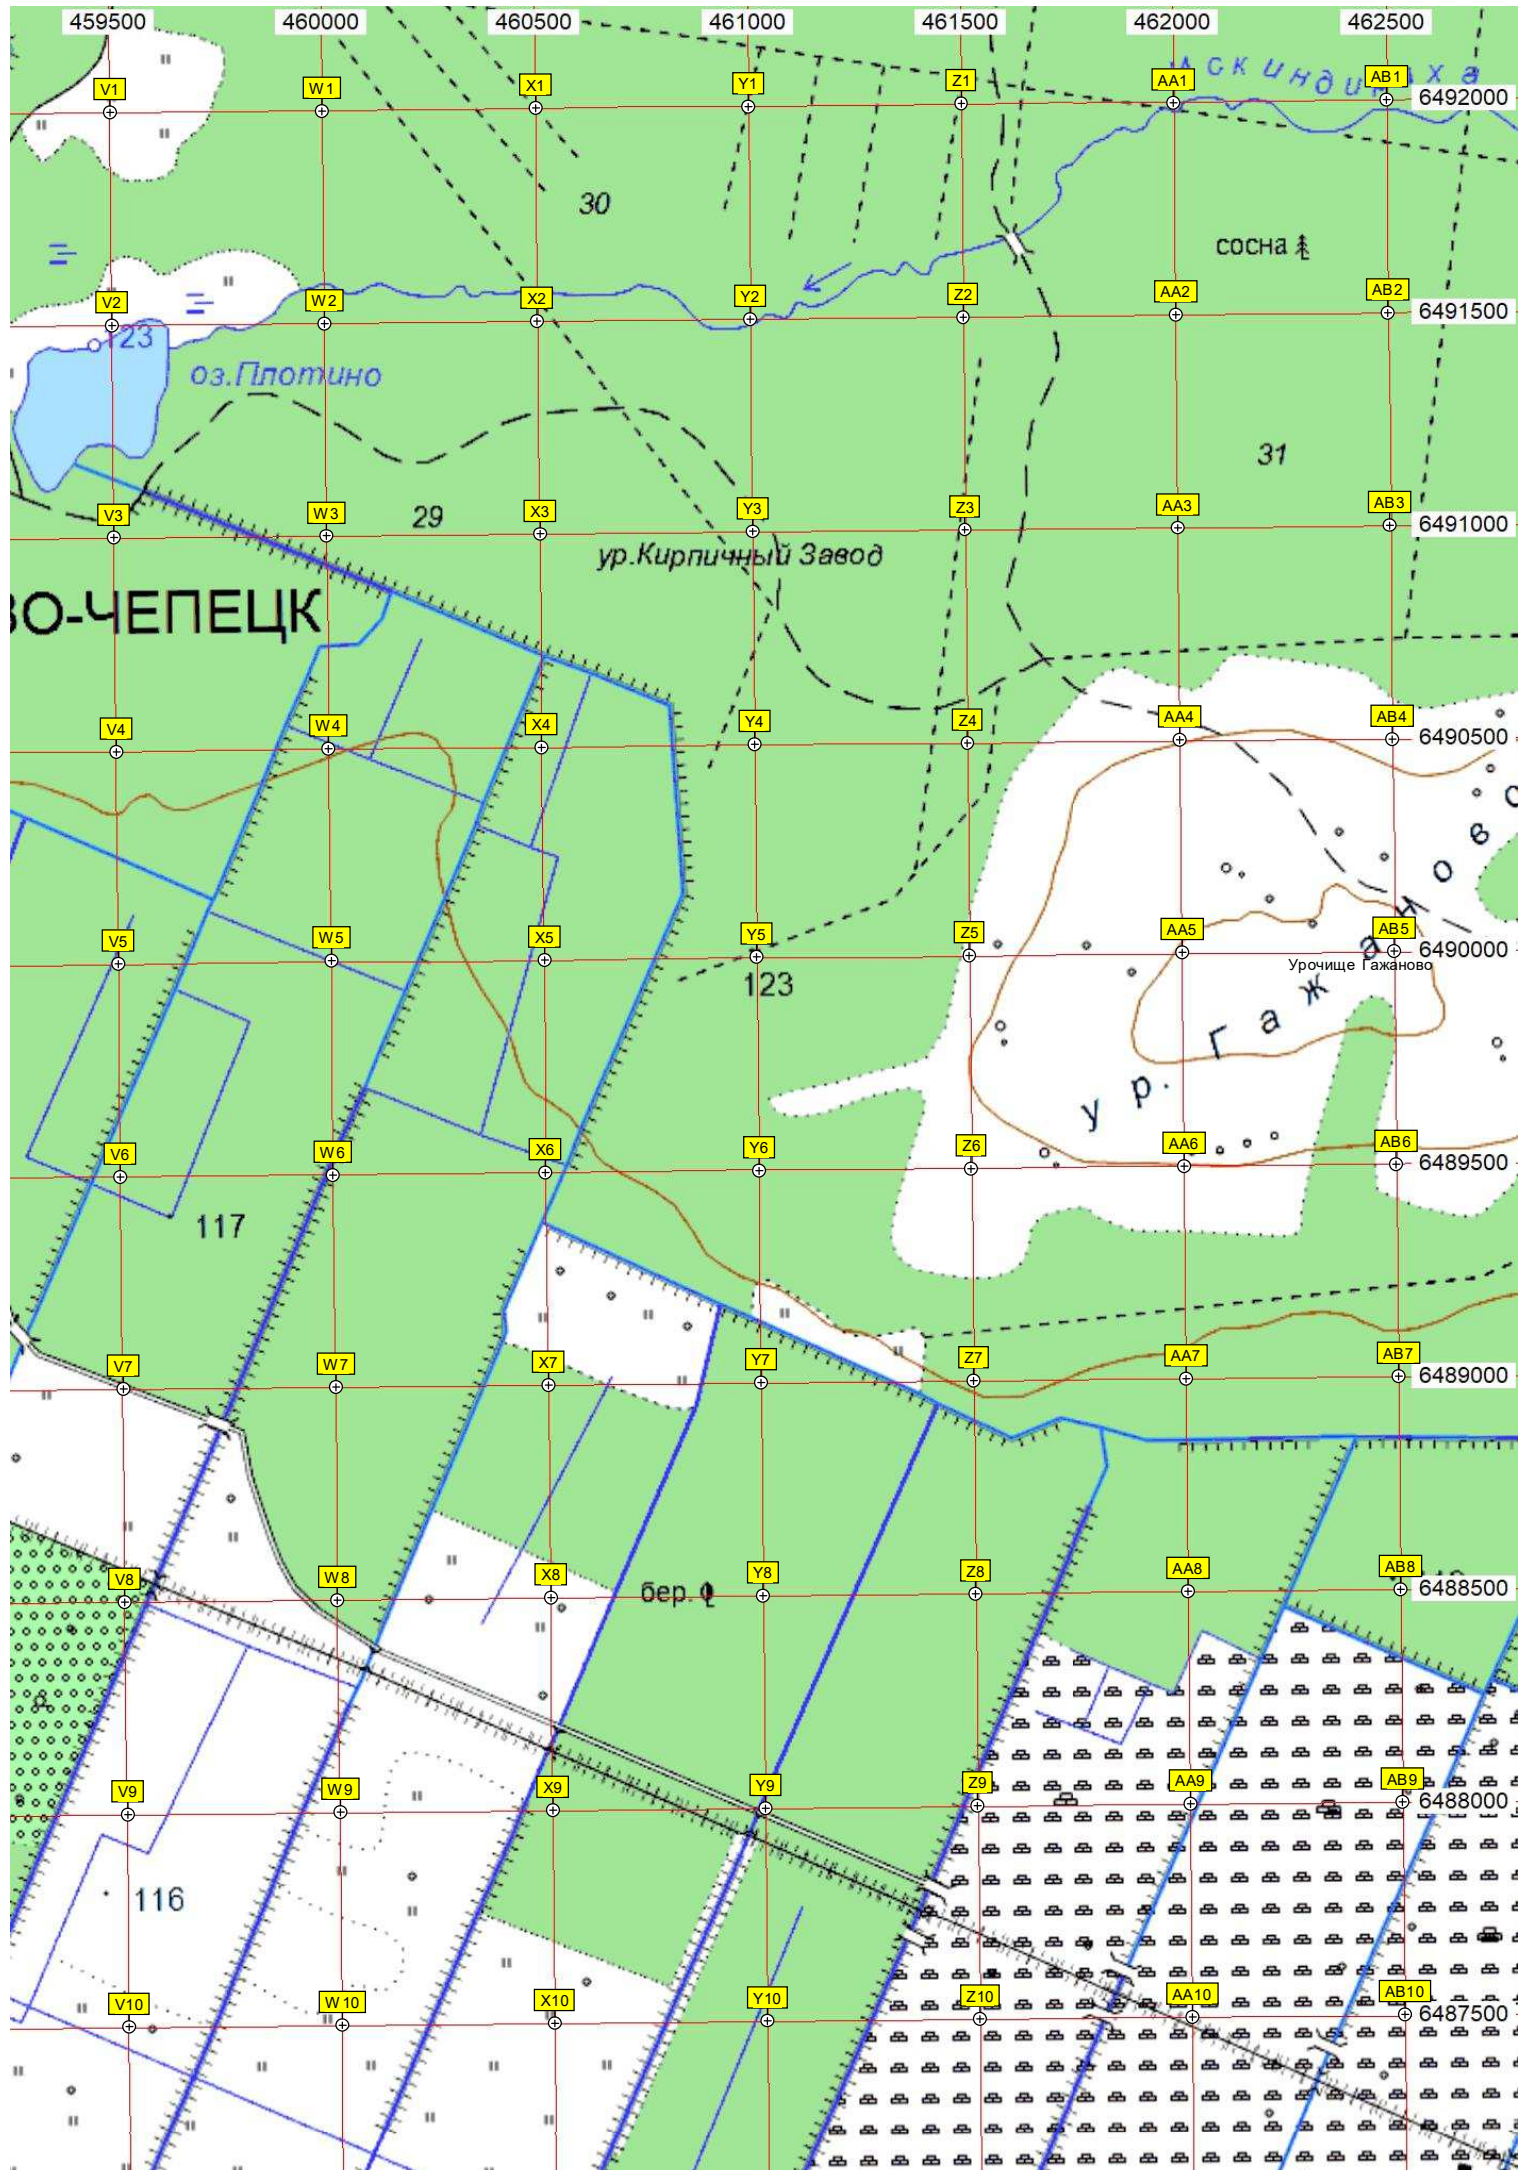 459500 460000 460500 461000 461500 462000 462500
V1 W1 X1 Y1 Z1 AA1 AB1
6492000
30
сосна
V2 W2 X2 Y2 Z2 AA2 AB2
6491500
123
оз.Плотино
31
V3 W3 X3 Y3 Z3 AA3 AB3
6491000
29
ур.Кирпичный Завод
ВО-ЧЕПЕЦК
V4 W4 X4 Y4 Z4 AA4 AB4
6490500
V5 W5 X5 Y5 Z5 AA5 AB5
6490000
Урочище Гажаново
123
ур. Гажаново
V6 W6 X6 Y6 Z6 AA6 AB6
6489500
117
V7 W7 X7 Y7 Z7 AA7 AB7
6489000
V8 W8 X8 Y8 Z8 AA8 AB8
6488500
бер.
V9 W9 X9 Y9 Z9 AA9 AB9
6488000
116
V10 W10 X10 Y10 Z10 AA10 AB10
6487500